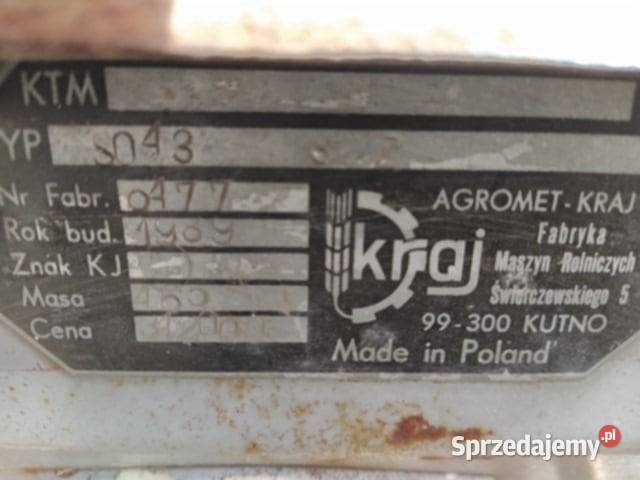 KTM
YP S043
Nr Fabr. 0477
Rok bud. 1989
Znak KJ
Masa
Cena
kraj
AGROMET-KRAJ
Fabryka
Maszyn Rolniczych
Świerczewskiego 5
99-300 KUTNO
Made in Poland
Sprzedajemy.pl